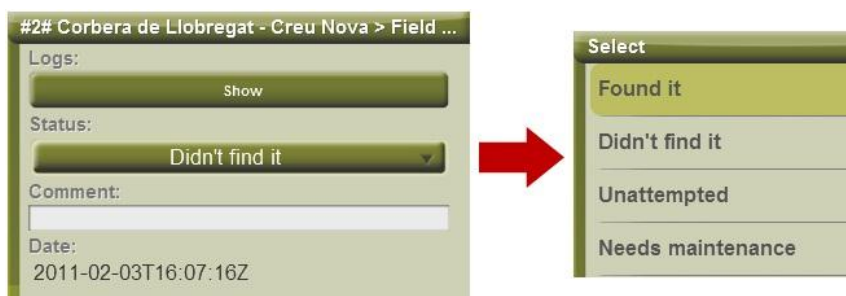 #2# Corbera de Llobregat - Creu Nova > Field ...
Logs:
Show
Status:
Didn't find it
Comment:
Date:
2011-02-03T16:07:16Z
Select
Found it
Didn't find it
Unattempted
Needs maintenance